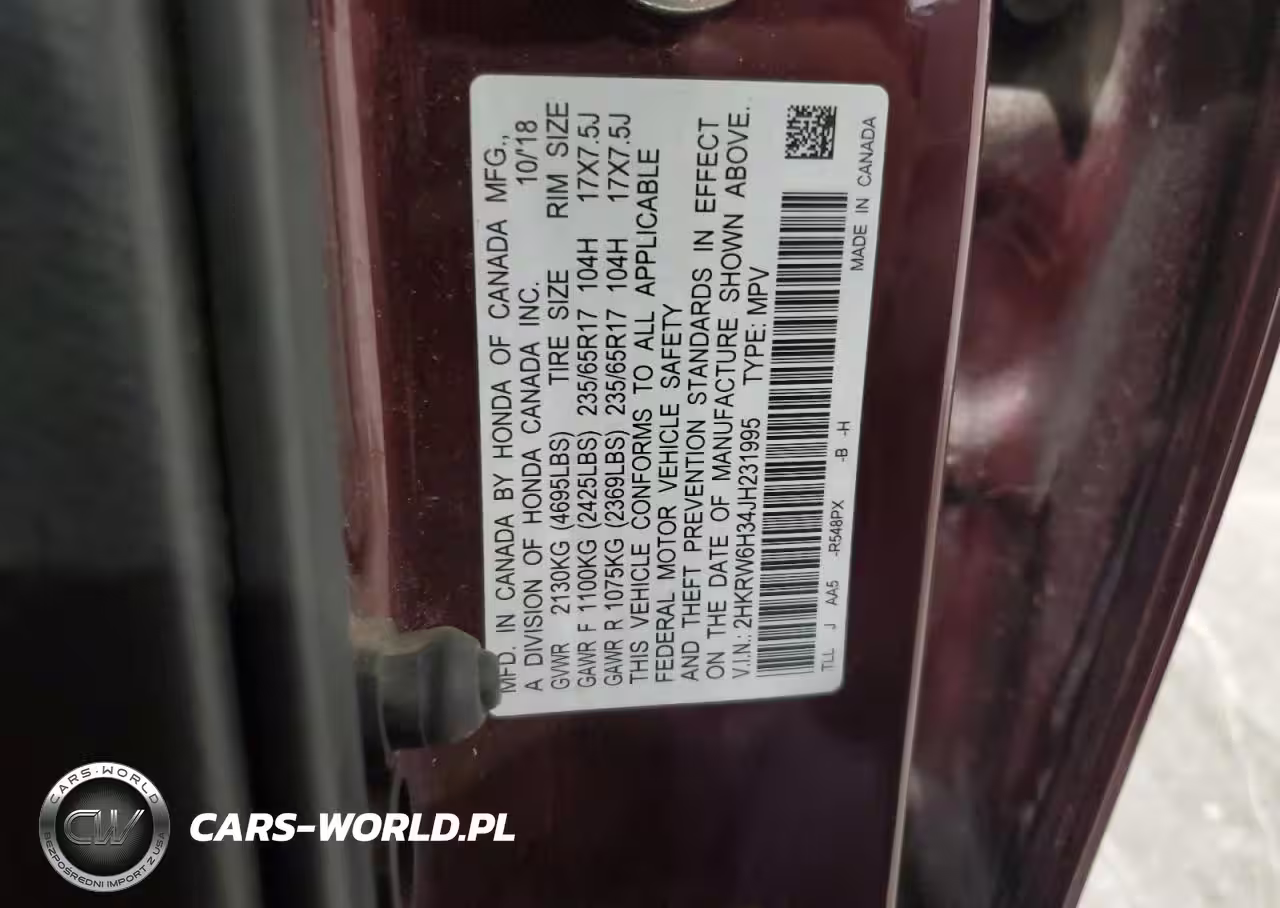 MFD. IN CANADA BY HONDA OF CANADA MFG.,
A DIVISION OF HONDA CANADA INC. 10/'18
GVWR 2130KG (4695LBS) TIRE SIZE RIM SIZE
GAWR F 1100KG (2425LBS) 235/65R17 104H 17X7.5J
GAWR R 1075KG (2369LBS) 235/65R17 104H 17X7.5J
THIS VEHICLE CONFORMS TO ALL APPLICABLE
FEDERAL MOTOR VEHICLE SAFETY
AND THEFT PREVENTION STANDARDS IN EFFECT
ON THE DATE OF MANUFACTURE SHOWN ABOVE.
V.I.N.: 2HKRW6H34JH231995 TYPE: MPV
TLL J AA5 -R548PX -B -H MADE IN CANADA
CARS-WORLD
CW
BEZPOŚREDNI IMPORT Z USA
CARS-WORLD.PL